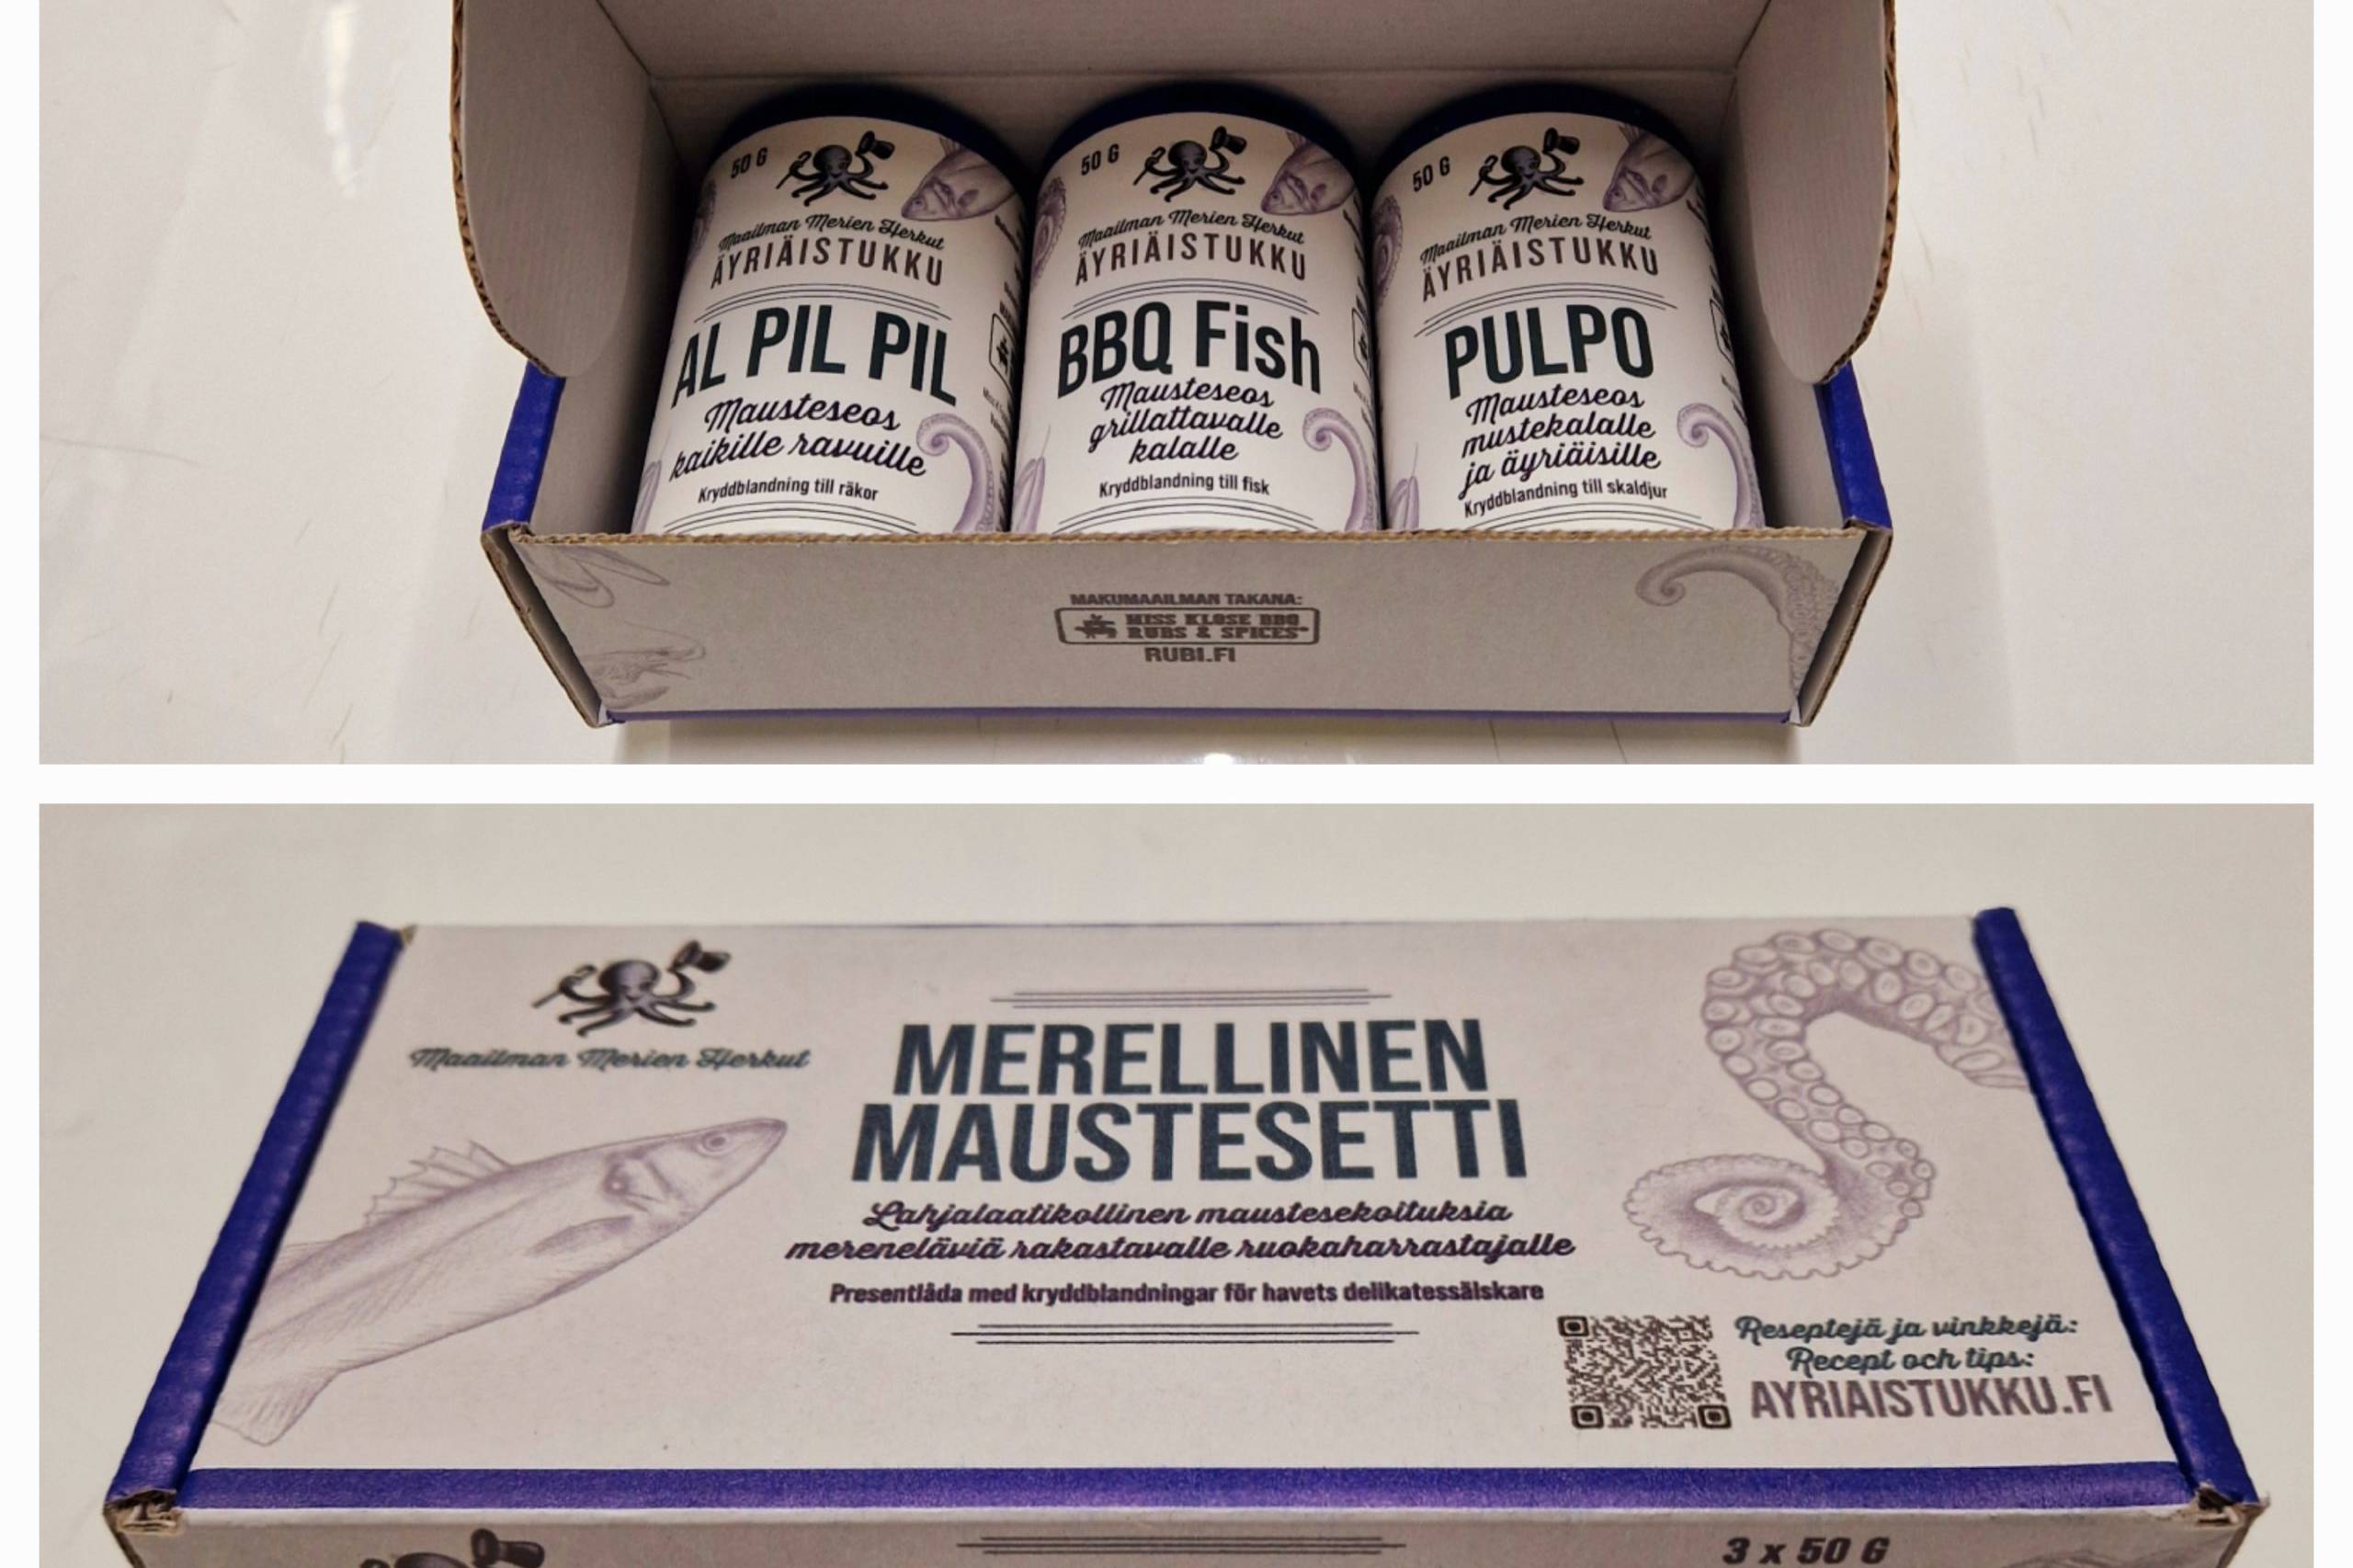 50 G
Maailman Merien Herkut
ÄYRIÄISTUKKU
AL PIL PIL
Mausteseos
kaikille ravuille
Kryddblandning till räkor
50 G
Maailman Merien Herkut
ÄYRIÄISTUKKU
BBQ Fish
Mausteseos
grillattavalle
kalalle
Kryddblandning till fisk
50 G
Maailman Merien Herkut
ÄYRIÄISTUKKU
PULPO
Mausteseos
mustekalalle
ja äyriäisille
Kryddblandning till skaldjur
MAKUMAAILMAN TAKANA:
MISS KLOSE BBQ
RUBS & SPICES
RUBI.FI
Maailman Merien Herkut
MERELLINEN
MAUSTESETTI
Lahjalaatikollinen maustesekoituksia
mereneläviä rakastavalle ruokaharrastajalle
Presentlåda med kryddblandningar för havets delikatessälskare
Reseptejä ja vinkkejä:
Recept och tips:
AYRIAISTUKKU.FI
3 x 50 G